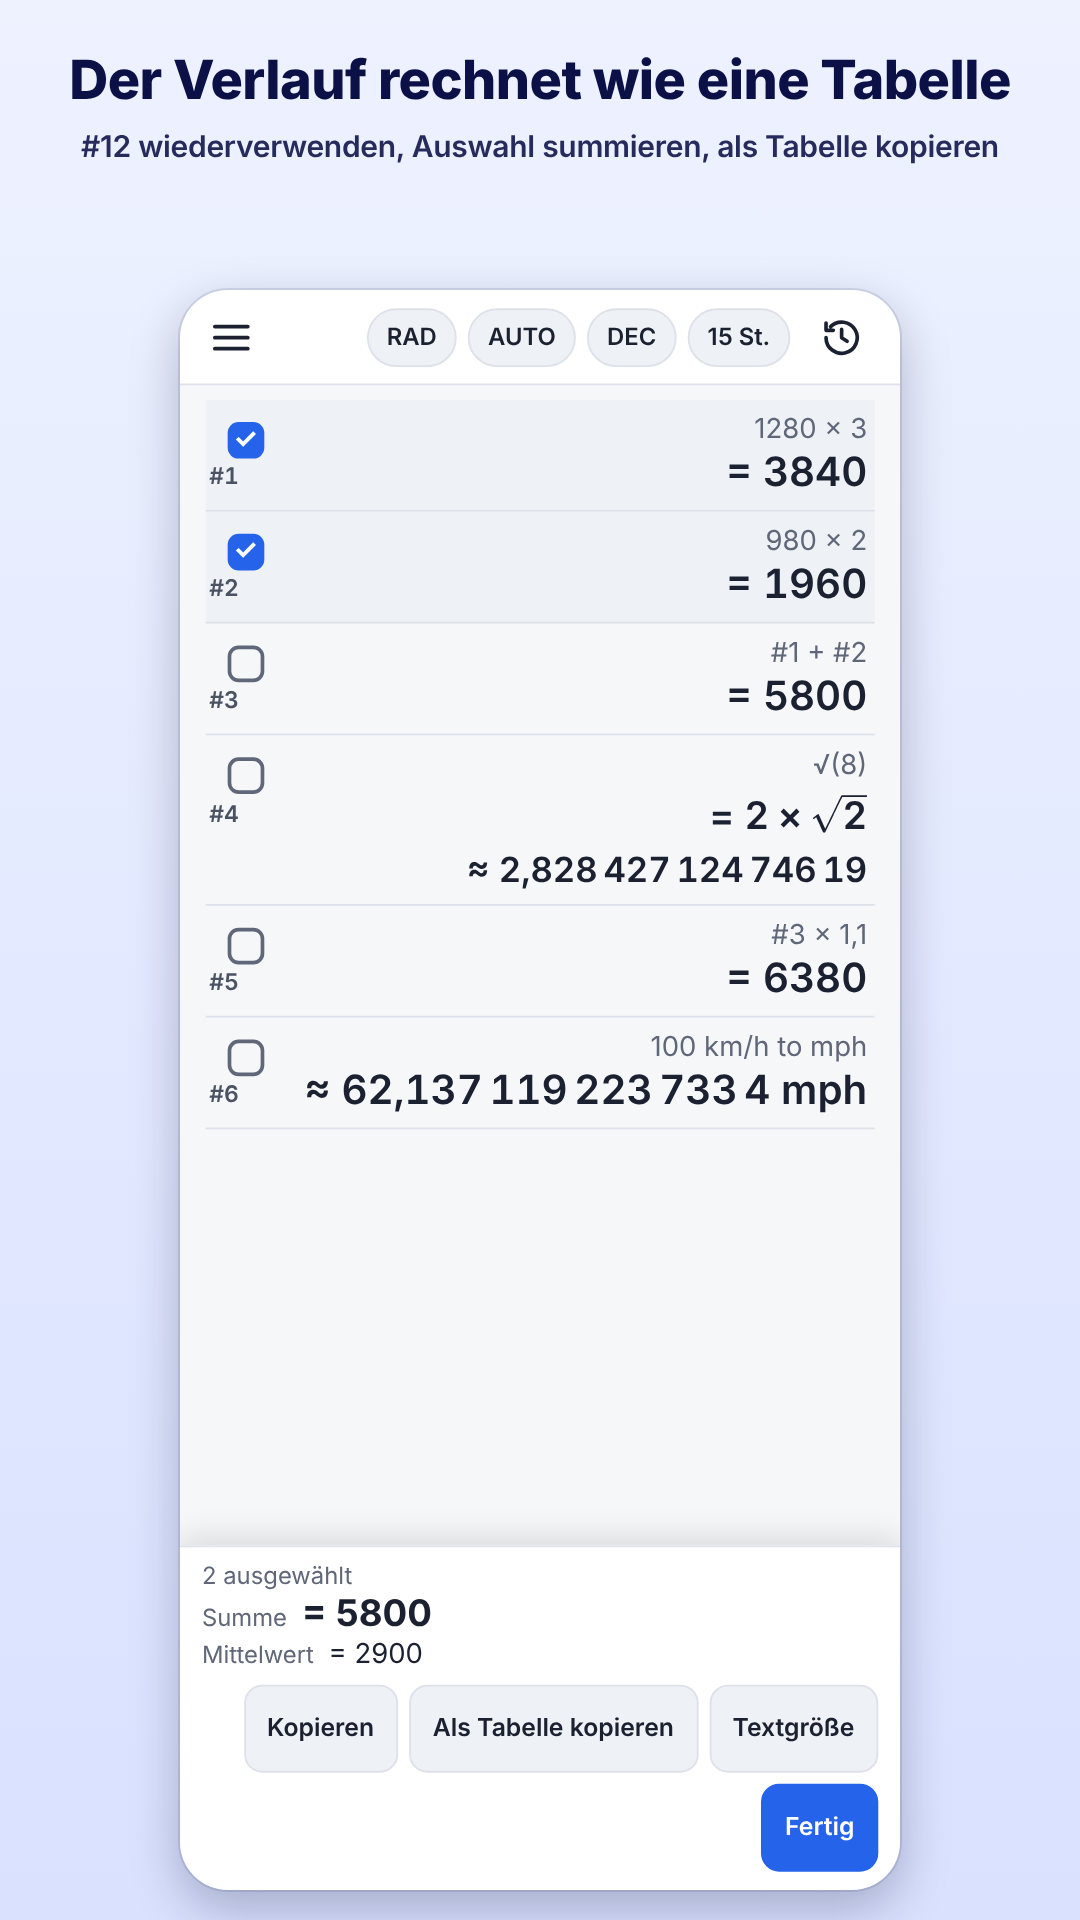 Der Verlauf rechnet wie eine Tabelle
#12 wiederverwenden, Auswahl summieren, als Tabelle kopieren
RAD AUTO DEC 15 St.
1280 × 3
#1 = 3840
980 × 2
#2 = 1960
#1 + #2
#3 = 5800
√(8)
#4 = 2 × √2
≈ 2,828 427 124 746 19
#3 × 1,1
#5 = 6380
100 km/h to mph
#6 ≈ 62,137 119 223 733 4 mph
2 ausgewählt
Summe = 5800
Mittelwert = 2900
Kopieren Als Tabelle kopieren Textgröße
Fertig